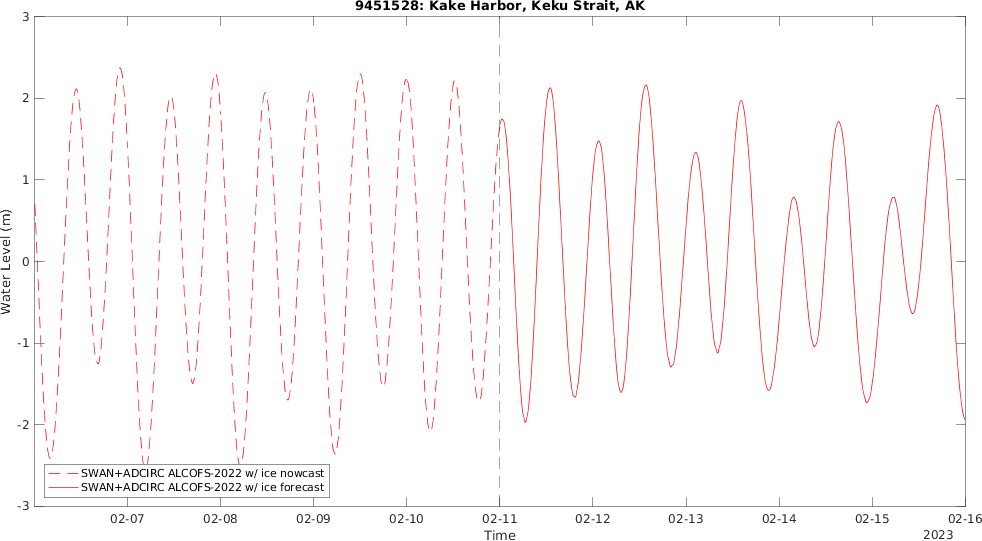 9451528: Kake Harbor, Keku Strait, AK
3
2
1
0
-1
-2
-3
Water Level (m)
SWAN+ADCIRC ALCOFS-2022 w/ ice nowcast
SWAN+ADCIRC ALCOFS-2022 w/ ice forecast
02-07 02-08 02-09 02-10 02-11 02-12 02-13 02-14 02-15 02-16
Time
2023